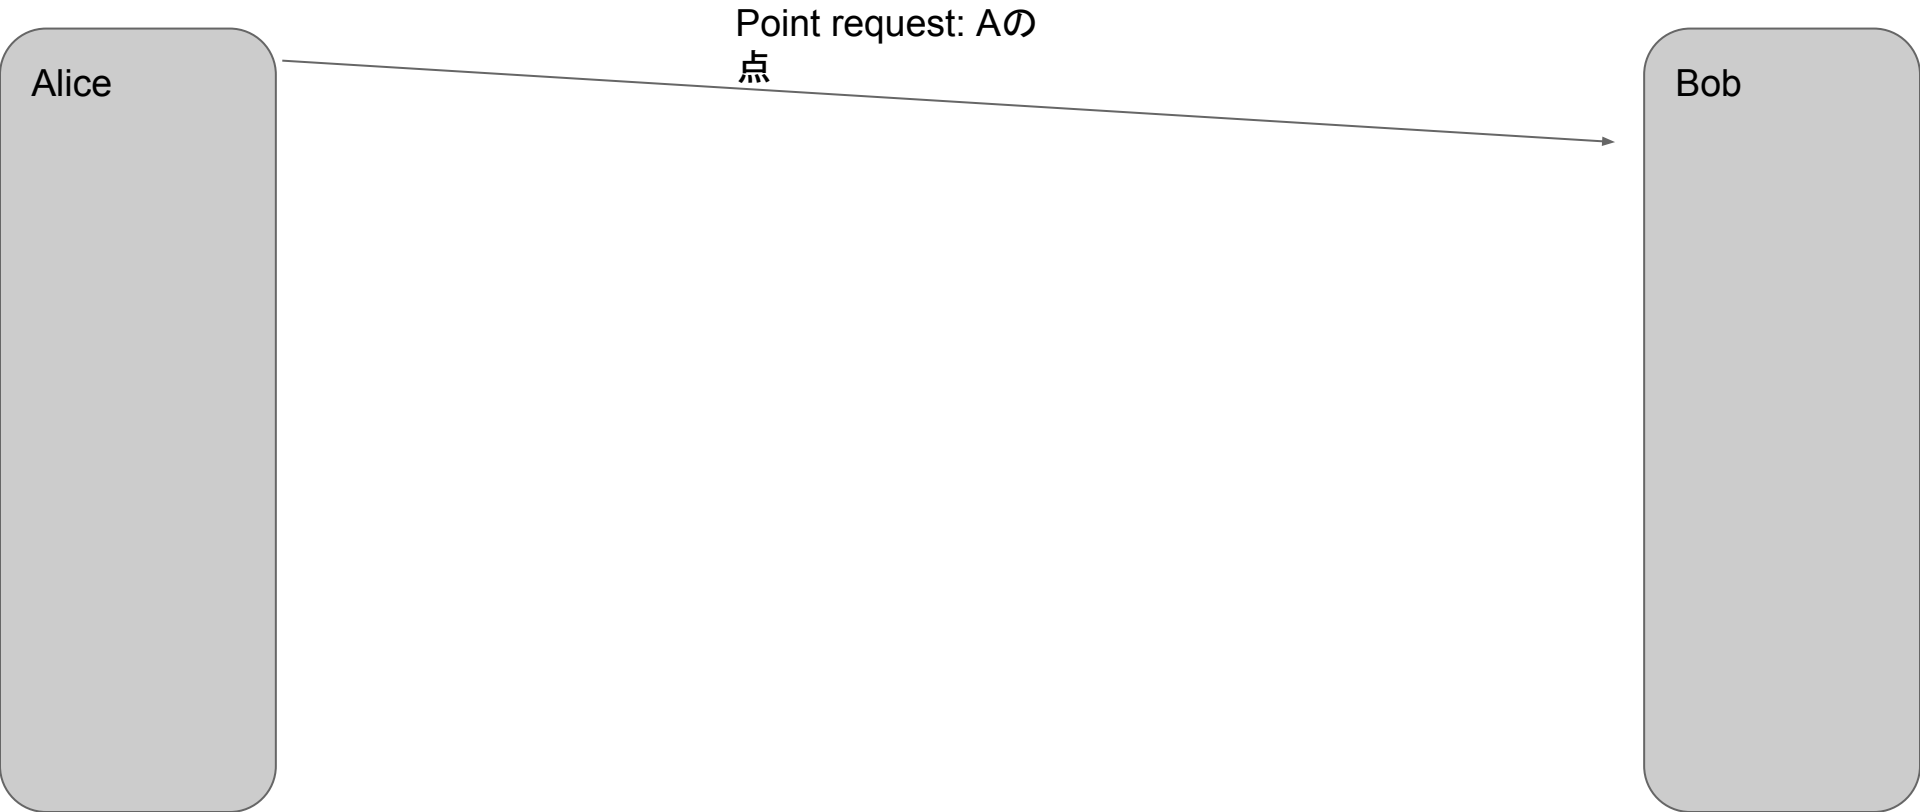 Point request: Aの
点
Alice
Bob